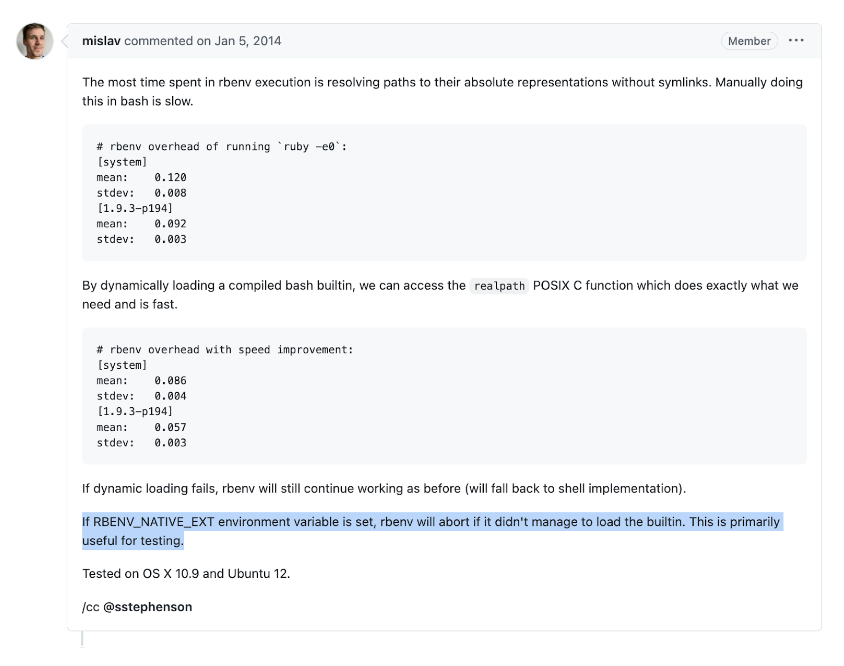 mislav commented on Jan 5, 2014
Member ...
The most time spent in rbenv execution is resolving paths to their absolute representations without symlinks. Manually doing
this in bash is slow.
# rbenv overhead of running `ruby -e0`:
[system]
mean:    0.120
stdev:   0.008
[1.9.3-p194]
mean:    0.092
stdev:   0.003
By dynamically loading a compiled bash builtin, we can access the realpath POSIX C function which does exactly what we
need and is fast.
# rbenv overhead with speed improvement:
[system]
mean:    0.086
stdev:   0.004
[1.9.3-p194]
mean:    0.057
stdev:   0.003
If dynamic loading fails, rbenv will still continue working as before (will fall back to shell implementation).
If RBENV_NATIVE_EXT environment variable is set, rbenv will abort if it didn't manage to load the builtin. This is primarily
useful for testing.
Tested on OS X 10.9 and Ubuntu 12.
/cc @sstephenson